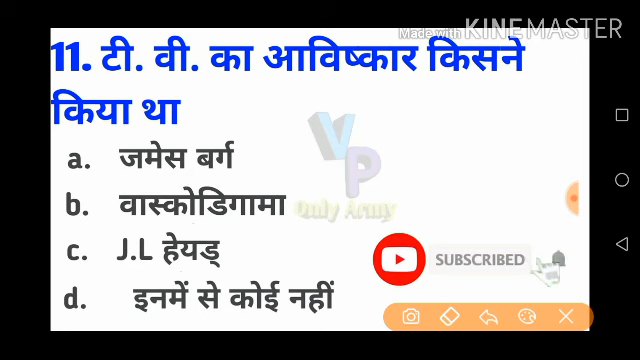 Made with KINEMASTER
11. टी. वी. का आविष्कार किसने
किया था
a. जमेस बर्ग
b. वास्कोडिगामा
c. J.L हेयड्
d. इनमें से कोई नहीं
VP
Only Army
SUBSCRIBED